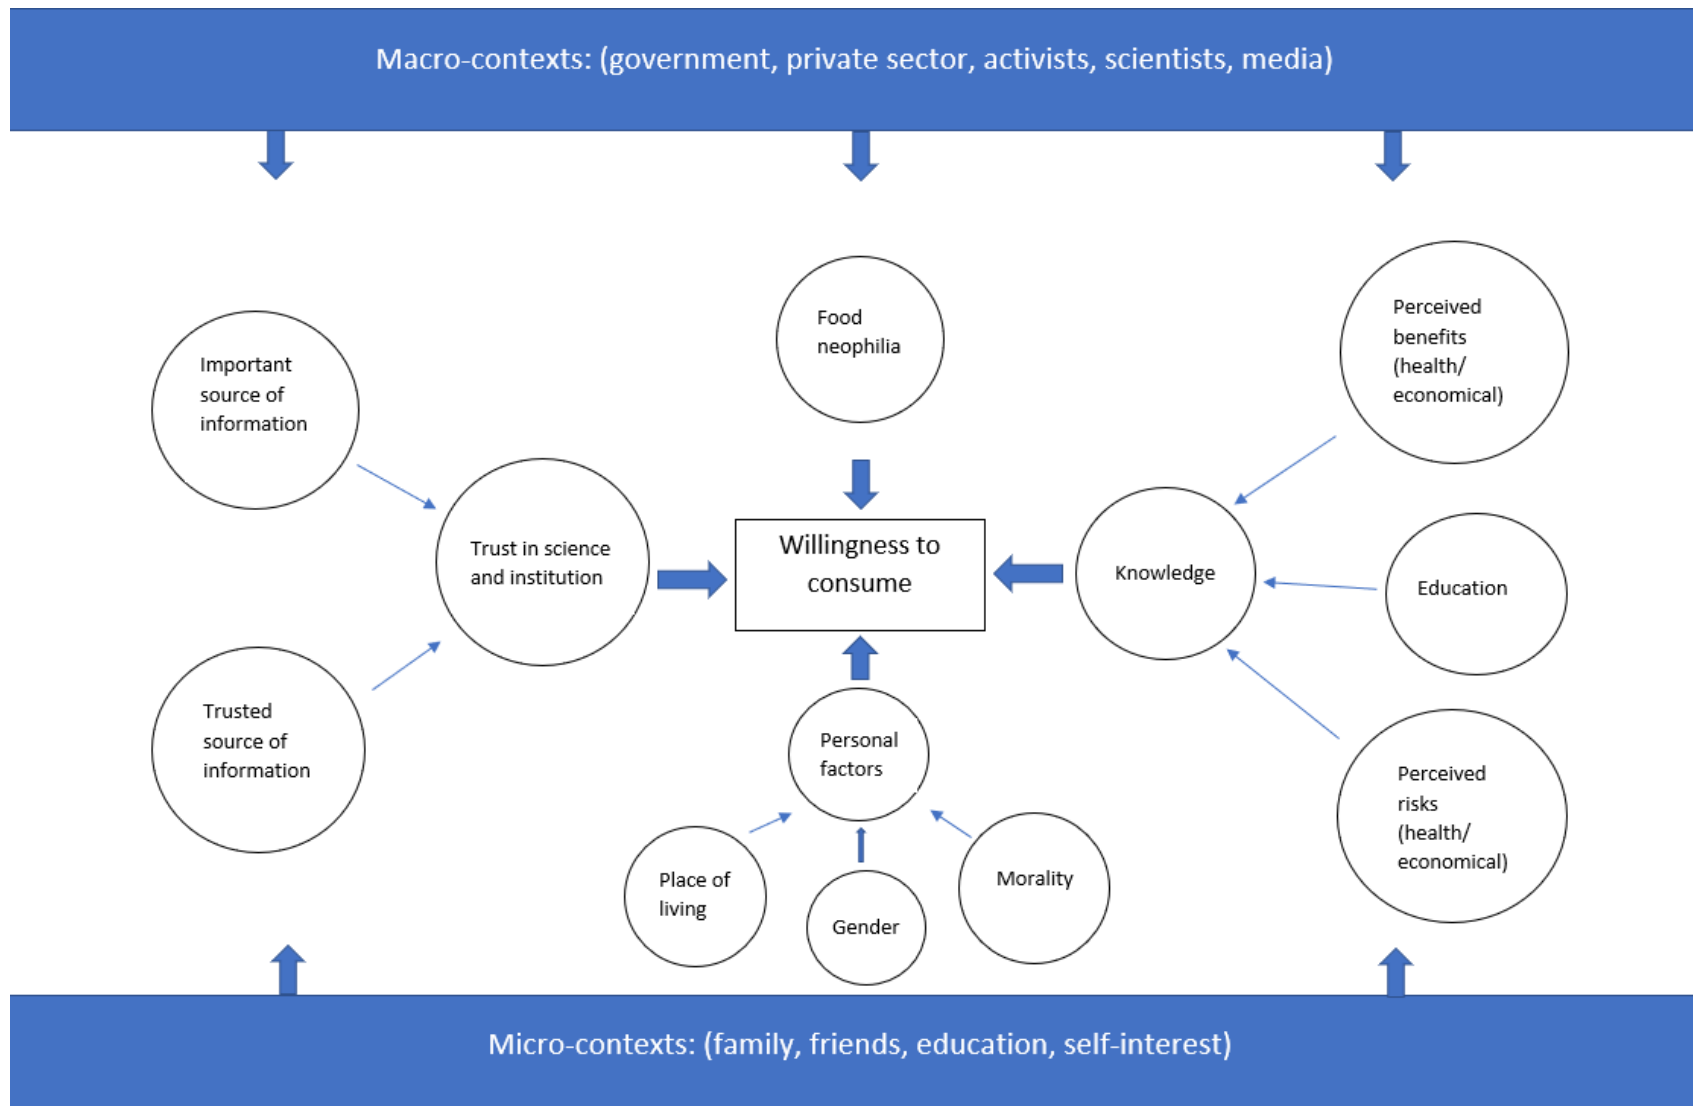 Macro-contexts: (government, private sector, activists, scientists, media)
Food
neophilia
Perceived
benefits
(health/
economical)
Important
source of
information
Trust in science
and institution
Willingness to
consume
Knowledge
Education
Trusted
source of
information
Personal
factors
Perceived
risks
(health/
economical)
Place of
living
Gender
Morality
Micro-contexts: (family, friends, education, self-interest)